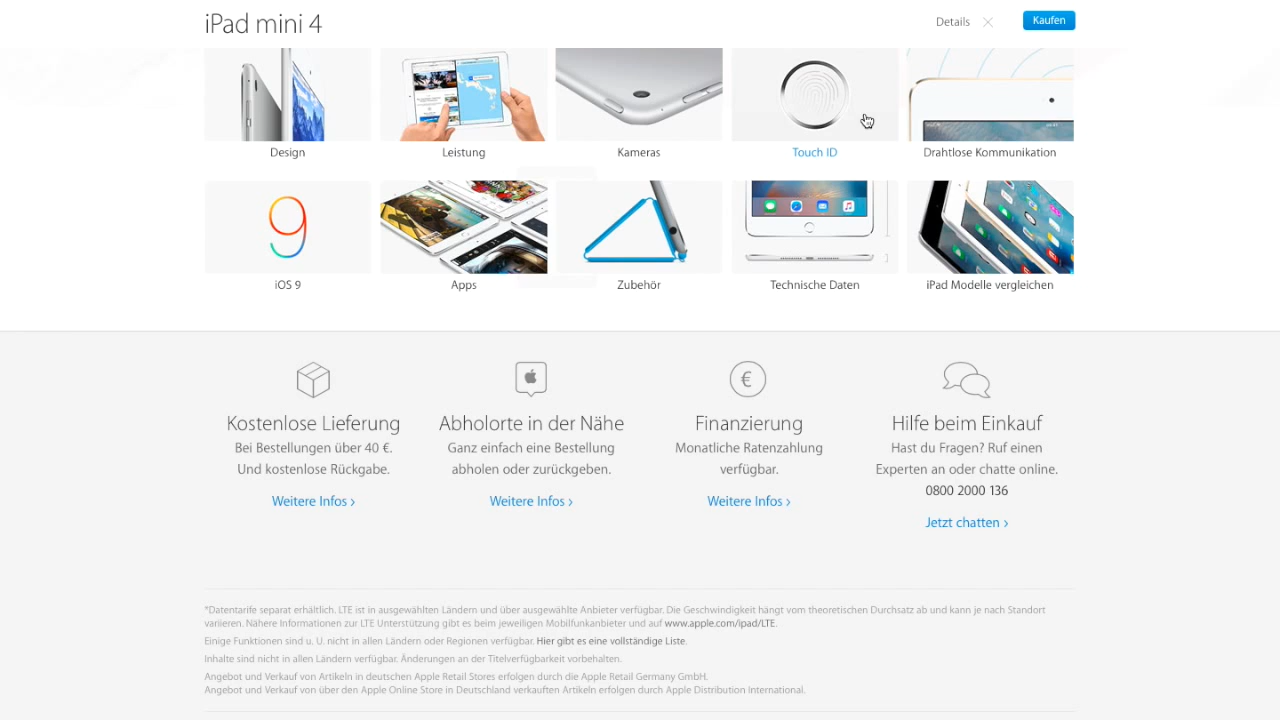 iPad mini 4
Details
Kaufen
Design
Leistung
Kameras
Touch ID
Drahtlose Kommunikation
9
iOS 9
Apps
Zubehör
Technische Daten
iPad Modelle vergleichen
€
Kostenlose Lieferung
Bei Bestellungen über 40 €.
Und kostenlose Rückgabe.
Weitere Infos ›
Abholorte in der Nähe
Ganz einfach eine Bestellung
abholen oder zurückgeben.
Weitere Infos ›
Finanzierung
Monatliche Ratenzahlung
verfügbar.
Weitere Infos ›
Hilfe beim Einkauf
Hast du Fragen? Ruf einen
Experten an oder chatte online.
0800 2000 136
Jetzt chatten ›
*Datentarife separat erhältlich. LTE ist in ausgewählten Ländern und über ausgewählte Anbieter verfügbar. Die Geschwindigkeit hängt vom theoretischen Durchsatz ab und kann je nach Standort
variieren. Nähere Informationen zur LTE Unterstützung gibt es beim jeweiligen Mobilfunkanbieter und auf www.apple.com/ipad/LTE.
Einige Funktionen sind u. U. nicht in allen Ländern oder Regionen verfügbar. Hier gibt es eine vollständige Liste.
Inhalte sind nicht in allen Ländern verfügbar. Änderungen an der Titelverfügbarkeit vorbehalten.
Angebot und Verkauf von Artikeln in deutschen Apple Retail Stores erfolgen durch die Apple Retail Germany GmbH.
Angebot und Verkauf von über den Apple Online Store in Deutschland verkauften Artikeln erfolgen durch Apple Distribution International.